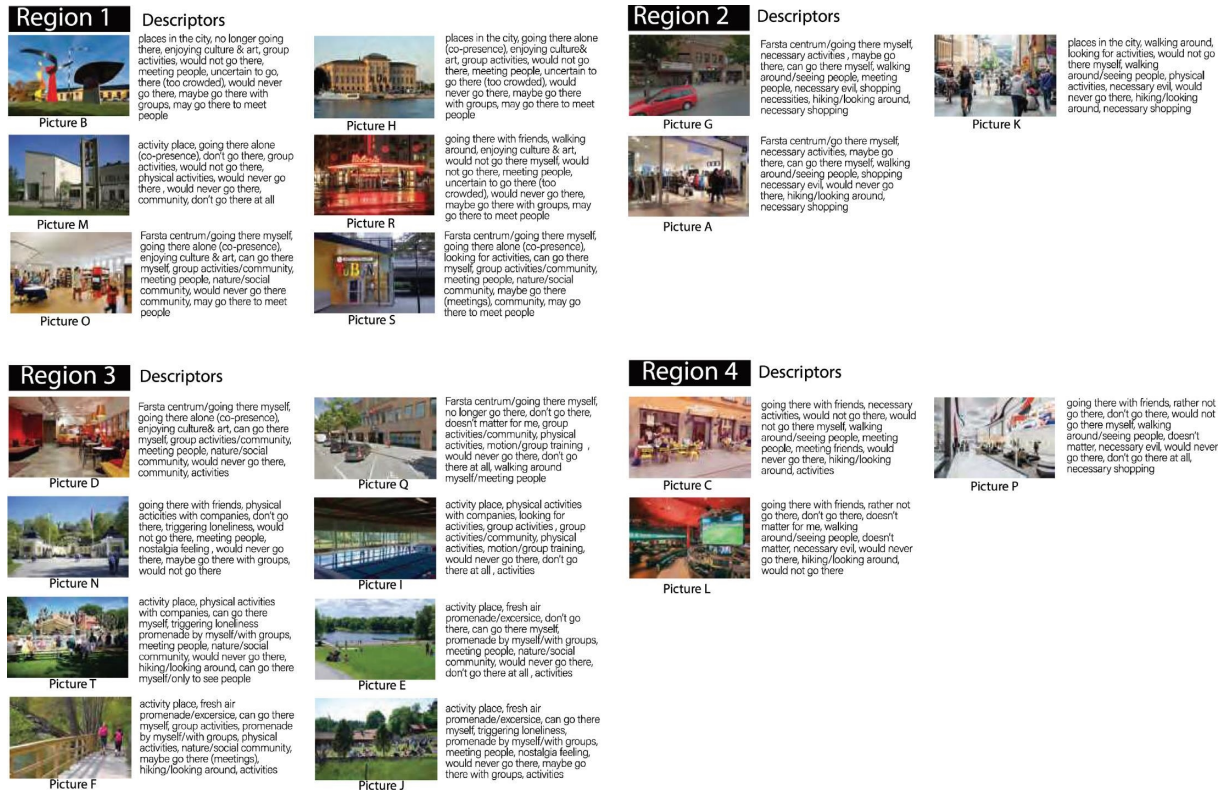 Region 1
Descriptors
places in the city, no longer going
there, enjoying culture & art, group
activities, would not go there,
meeting people, uncertain to go,
there (too crowded), would never
go there, maybe go there with
groups, may go there to meet
people
Picture B
places in the city, going there alone
(co-presence), enjoying culture&
art, group activities, would not go
there, meeting people, uncertain to
go there (too crowded), would
never go there, maybe go there
with groups, may go there to meet
people
Picture H
activity place, going there alone
(co-presence), don't go there, group
activities, would not go there,
physical activities, would never go
there , would never go there,
community, don't go there at all
Picture M
going there with friends, walking
around, enjoying culture & art,
would not go there myself, would
not go there, meeting people,
uncertain to go there (too
crowded), would never go there,
maybe go there with groups, may
go there to meet people
Picture R
Farsta centrum/going there myself,
going there alone (co-presence),
enjoying culture & art, can go there
myself, group activities/community,
meeting people, nature/social
community, would never go there
community, may go there to meet
people
Picture O
Farsta centrum/going there myself,
going there alone (co-presence),
looking for activities, can go there
myself, group activities/community,
meeting people, nature/social
community, maybe go there
(meetings), community, may go
there to meet people
Picture S
Region 2
Descriptors
Farsta centrum/going there myself,
necessary activities , maybe go
there, can go there myself, walking
around/seeing people, meeting
people, necessary evil, shopping
necessities, hiking/looking around,
necessary shopping
Picture G
places in the city, walking around,
looking for activities, would not go
there myself, walking
around/seeing people, physical
activities, necessary evil, would
never go there, hiking/looking
around, necessary shopping
Picture K
Farsta centrum/go there myself,
necessary activities, maybe go
there, can go there myself, walking
around/seeing people, shopping
necessary evil, would never go
there, hiking/looking around,
necessary shopping
Picture A
Region 3
Descriptors
Farsta centrum/going there myself,
going there alone (co-presence),
enjoying culture& art, can go there
myself, group activities/community,
meeting people, nature/social
community, would never go there,
community, activities
Picture D
Farsta centrum/going there myself,
no longer go there, don't go there,
doesn't matter for me, group
activities/community, physical
activities, motion/group training ,
would never go there, don't go
there at all, walking around
myself/meeting people
Picture Q
going there with friends, physical
acticities with companies, don't go
there, triggering loneliness, would
not go there, meeting people,
nostalgia feeling , would never go
there, maybe go there with groups,
would not go there
Picture N
activity place, physical activities
with companies, looking for
activities, group activities , group
activities/community, physical
activities, motion/group training,
would never go there, don't go
there at all , activities
Picture I
activity place, physical activities
with companies, can go there
myself, triggering loneliness
promenade by myself/with groups,
meeting people, nature/social
community, would never go there,
hiking/looking around, can go there
myself/only to see people
Picture T
activity place, fresh air
promenade/excersice, don't go
there, can go there myself,
promenade by myself/with groups,
meeting people, nature/social
community, would never go there,
don't go there at all , activities
Picture E
activity place, fresh air
promenade/excersice, can go there
myself, group activities, promenade
by myself/with groups, physical
activities, nature/social community,
maybe go there (meetings),
hiking/looking around, activities
Picture F
activity place, fresh air
promenade/excersice, can go there
myself, triggering loneliness,
promenade by myself/with groups,
meeting people, nostalgia feeling,
would never go there, maybe go
there with groups, activities
Picture J
Region 4
Descriptors
going there with friends, necessary
activities, would not go there, would
not go there myself, walking
around/seeing people, meeting
people, meeting friends, would
never go there, hiking/looking
around, activities
Picture C
going there with friends, rather not
go there, don't go there, would not
go there myself, walking
around/seeing people, doesn't
matter, necessary evil, would never
go there, don't go there at all,
necessary shopping
Picture P
going there with friends, rather not
go there, don't go there, doesn't
matter for me, walking
around/seeing people, doesn't
matter, necessary evil, would never
go there, hiking/looking around,
would not go there
Picture L